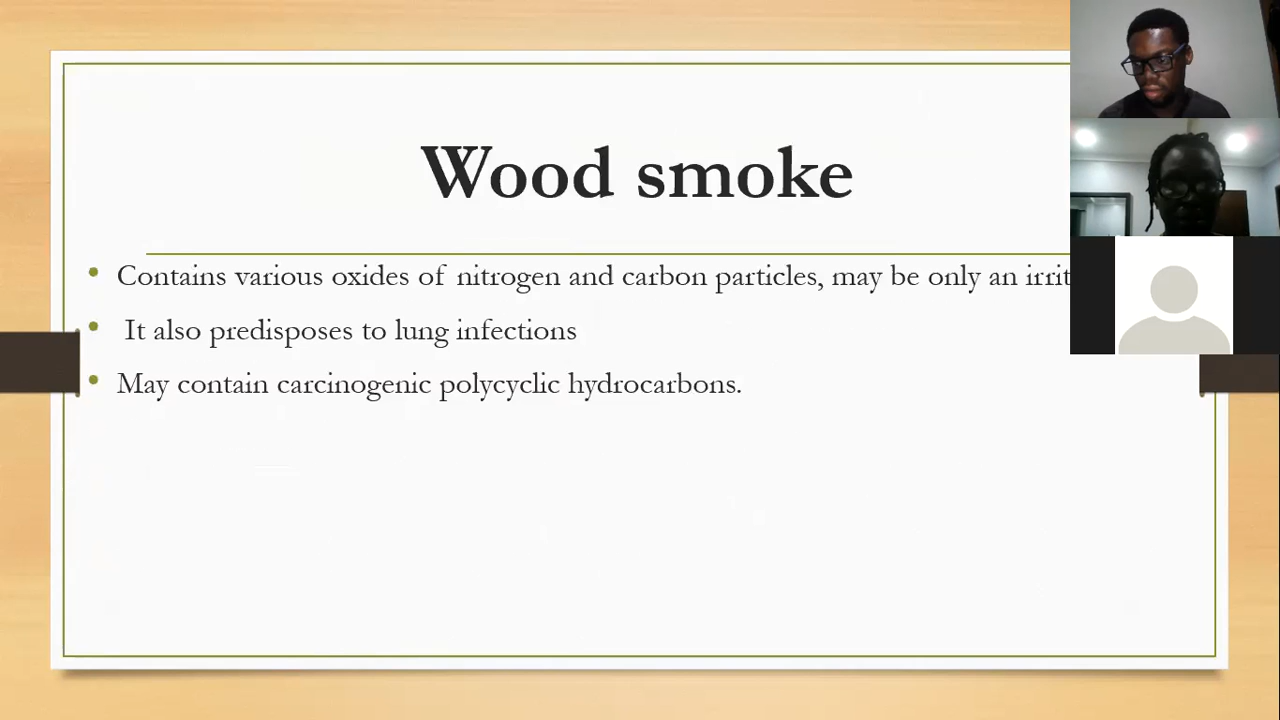 Wood smoke
Contains various oxides of nitrogen and carbon particles, may be only an
It also predisposes to lung infections
May contain carcinogenic polycyclic hydrocarbons.